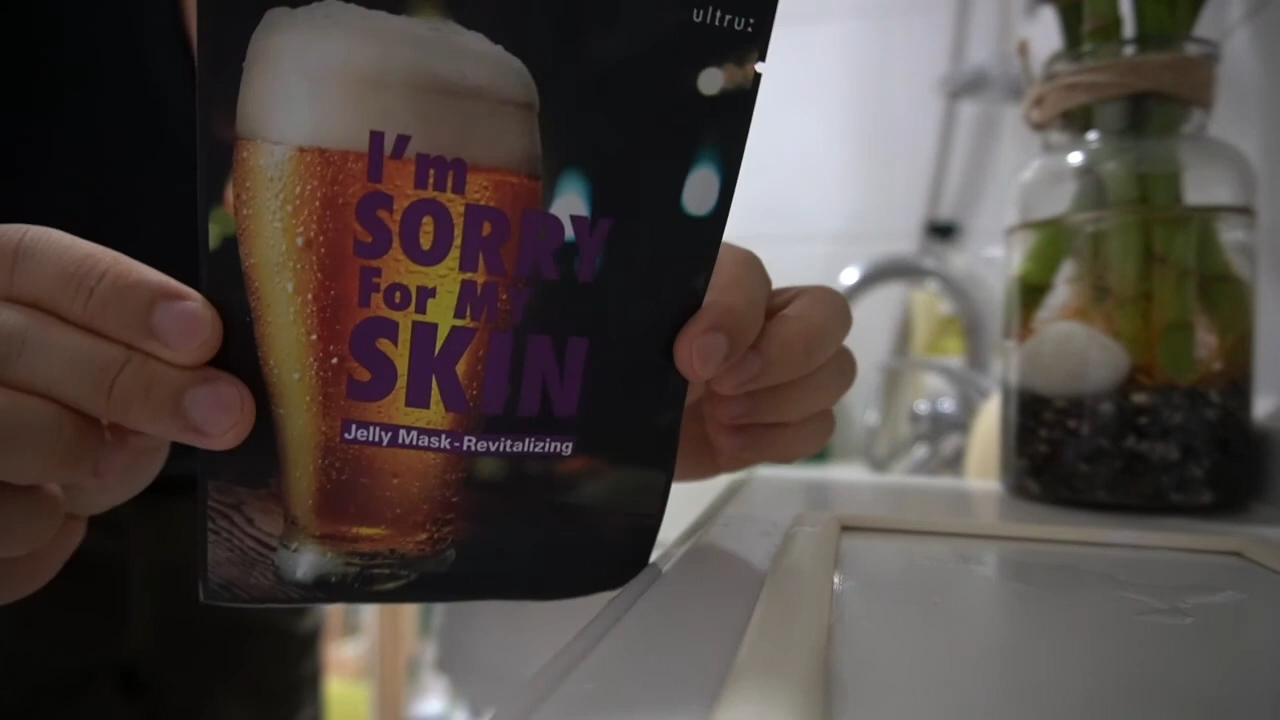 ultru:
I'm
SORRY
For My
SKIN
Jelly Mask-Revitalizing